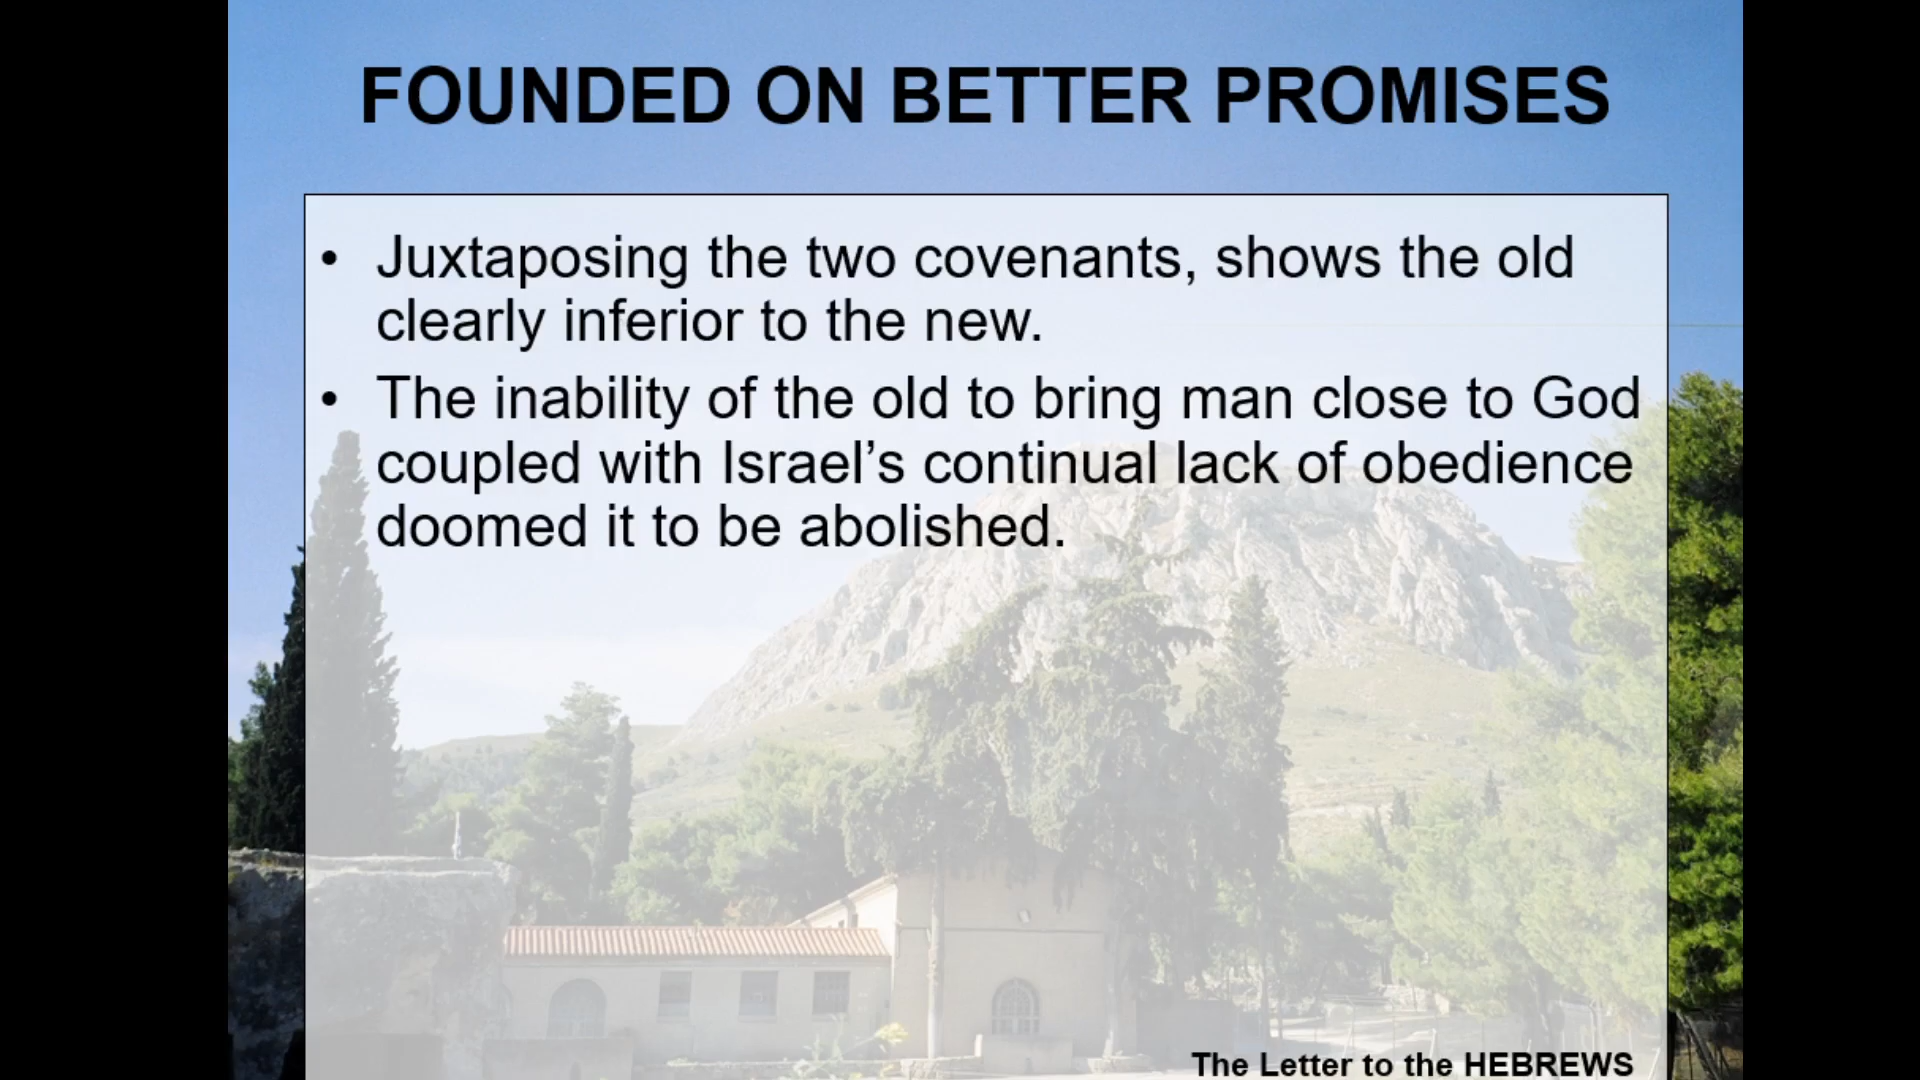 FOUNDED ON BETTER PROMISES
• Juxtaposing the two covenants, shows the old
clearly inferior to the new.
• The inability of the old to bring man close to God
coupled with Israel’s continual lack of obedience
doomed it to be abolished.
The Letter to the HEBREWS